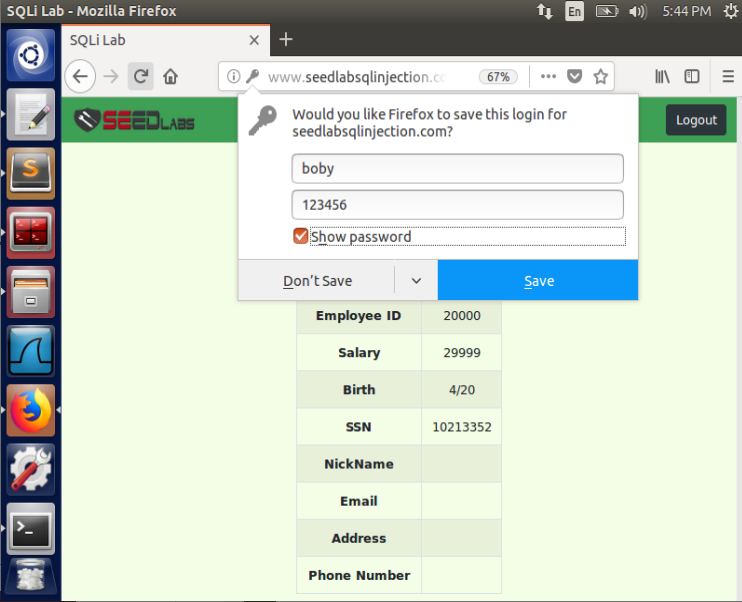 SQLi Lab - Mozilla Firefox
En
5:44 PM
SQLi Lab
www.seedlabsqlinjection.co
67%
SEEDLABS
Logout
Would you like Firefox to save this login for
seedlabsqlinjection.com?
boby
123456
Show password
Don't Save
Save
Employee ID 20000
Salary 29999
Birth 4/20
SSN 10213352
NickName
Email
Address
Phone Number